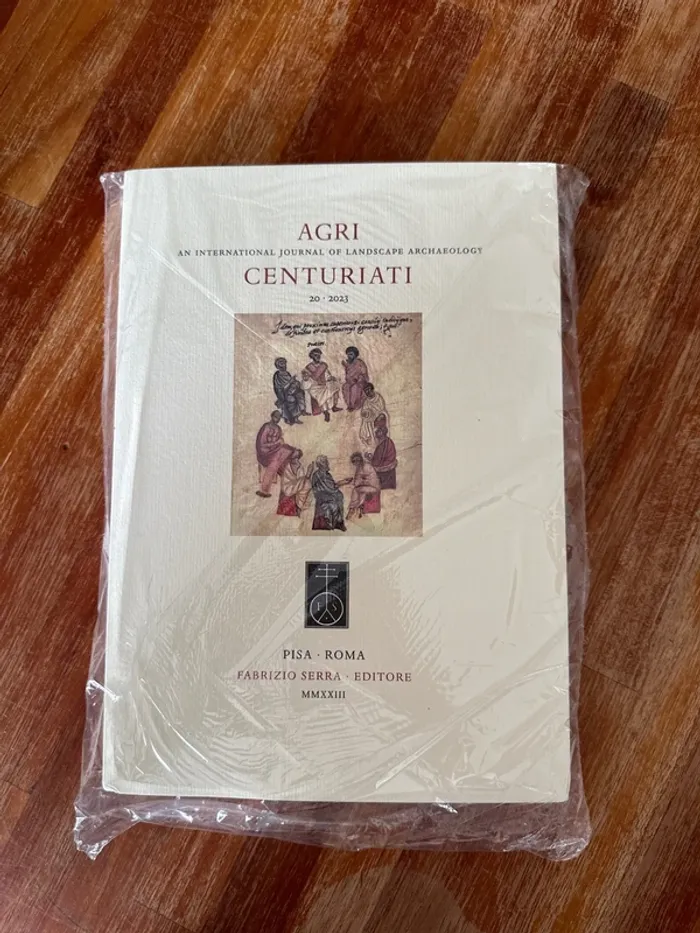 AGRI
AN INTERNATIONAL JOURNAL OF LANDSCAPE ARCHAEOLOGY
CENTURIATI
20 · 2023
F S
PISA · ROMA
FABRIZIO SERRA · EDITORE
MMXXIII